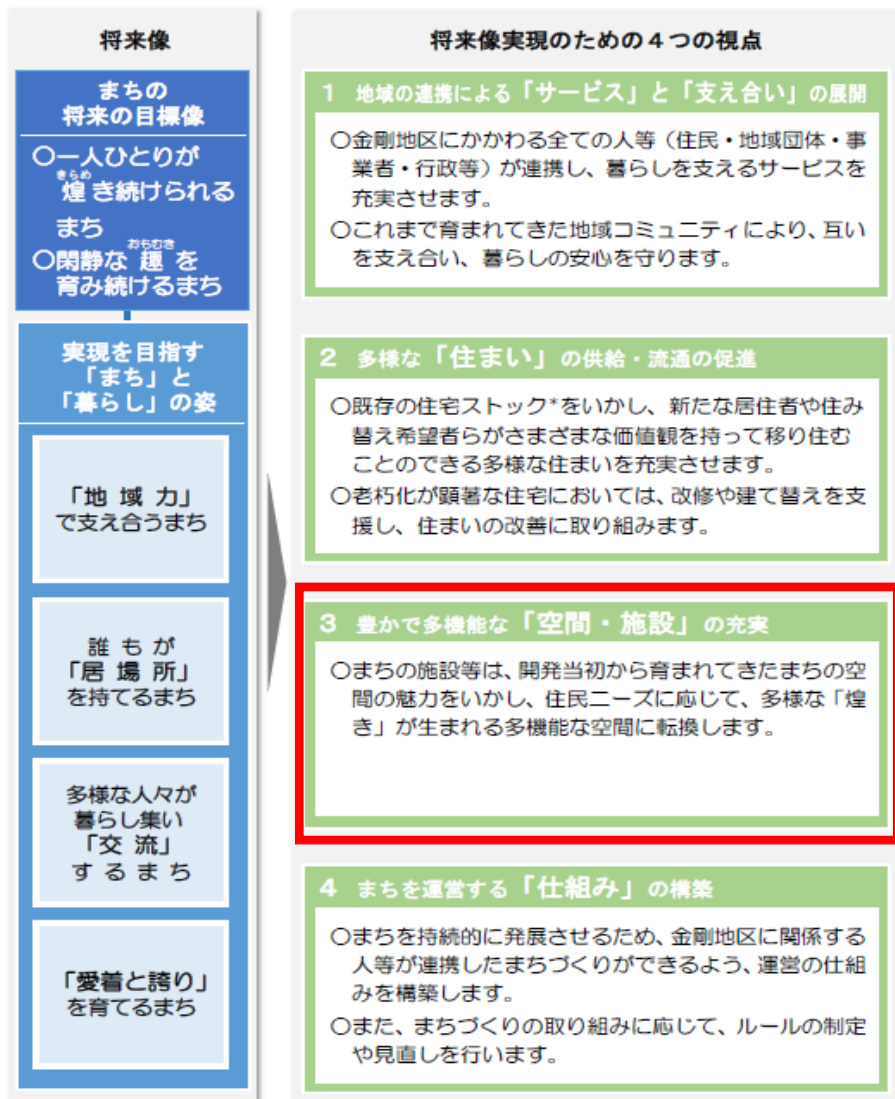 将来像
まちの
将来の目標像
〇一人ひとりが
きらめ
煌き続けられる
まち
おもむき
〇閑静な趣を
育み続けるまち
実現を目指す
「まち」と
「暮らし」の姿
「地域力」
で支え合うまち
誰もが
「居場所」
を持てるまち
多様な人々が
暮らし集い
「交流」
するまち
「愛着と誇り」
を育てるまち
将来像実現のための４つの視点
１ 地域の連携による「サービス」と「支え合い」の展開
〇金剛地区にかかわる全ての人等（住民・地域団体・事
業者・行政等）が連携し、暮らしを支えるサービスを
充実させます。
〇これまで育まれてきた地域コミュニティにより、互い
を支え合い、暮らしの安心を守ります。
２ 多様な「住まい」の供給・流通の促進
〇既存の住宅ストック*をいかし、新たな居住者や住み
替え希望者らがさまざまな価値観を持って移り住む
ことのできる多様な住まいを充実させます。
〇老朽化が顕著な住宅においては、改修や建て替えを支
援し、住まいの改善に取り組みます。
３ 豊かで多機能な「空間・施設」の充実
〇まちの施設等は、開発当初から育まれてきたまちの空
間の魅力をいかし、住民ニーズに応じて、多様な「煌
き」が生まれる多機能な空間に転換します。
４ まちを運営する「仕組み」の構築
〇まちを持続的に発展させるため、金剛地区に関係する
人等が連携したまちづくりができるよう、運営の仕組
みを構築します。
〇また、まちづくりの取り組みに応じて、ルールの制定
や見直しを行います。